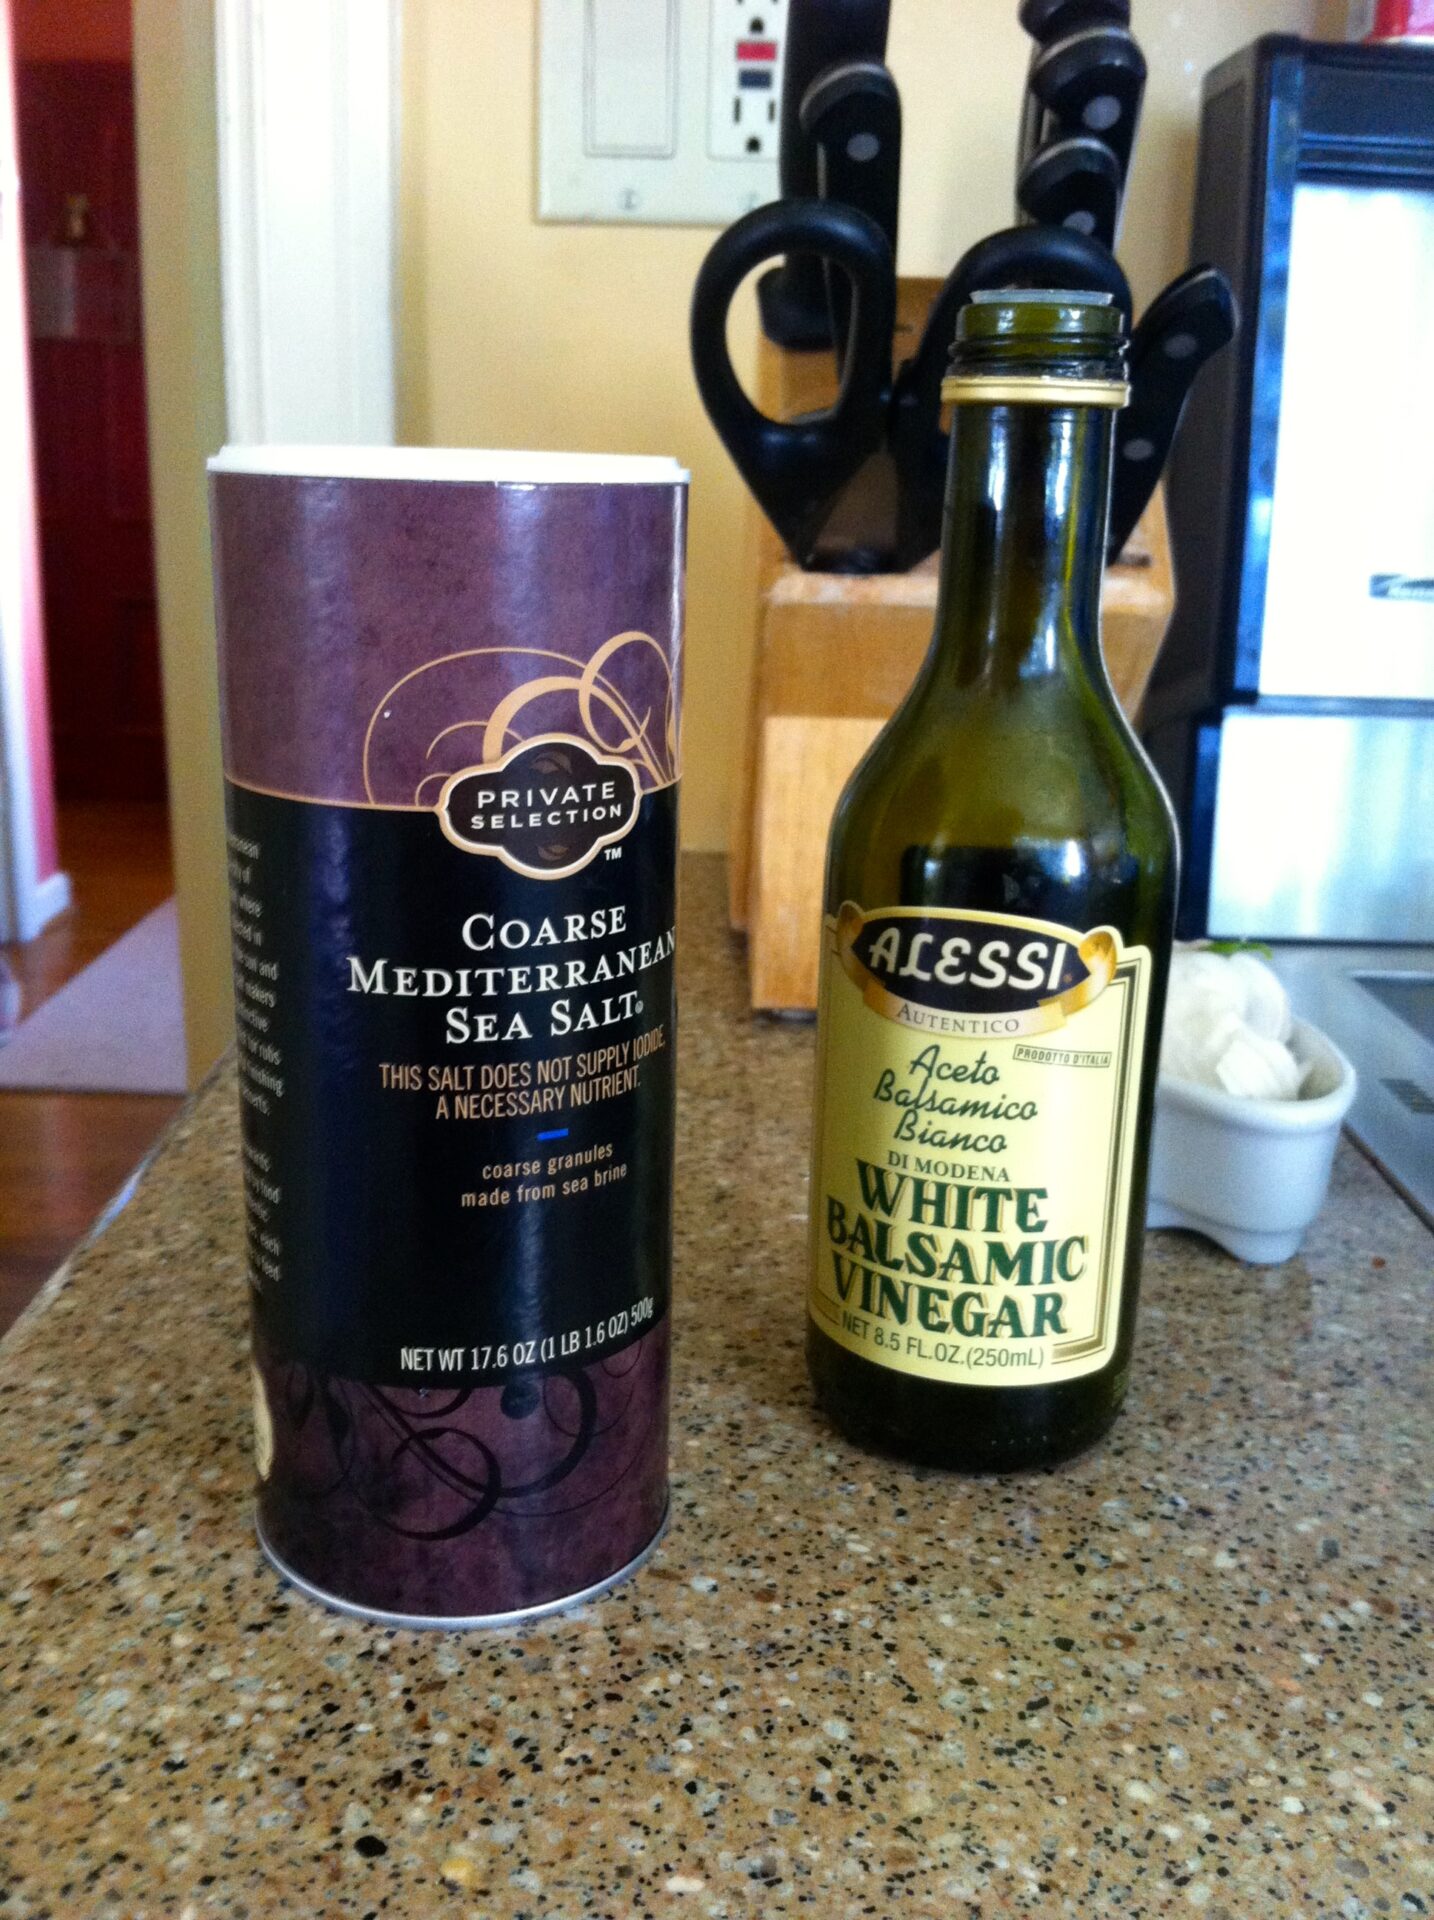 PRIVATE
SELECTION
TM
COARSE
MEDITERRANEAN
SEA SALT
THIS SALT DOES NOT SUPPLY IODIDE,
A NECESSARY NUTRIENT.
coarse granules
made from sea brine
NET WT 17.6 OZ (1 LB 1.6 OZ) 500g
ALESSI
AUTENTICO
PRODOTTO D'ITALIA
Aceto
Balsamico
Bianco
DI MODENA
WHITE
BALSAMIC
VINEGAR
NET 8.5 FL.OZ.(250mL)